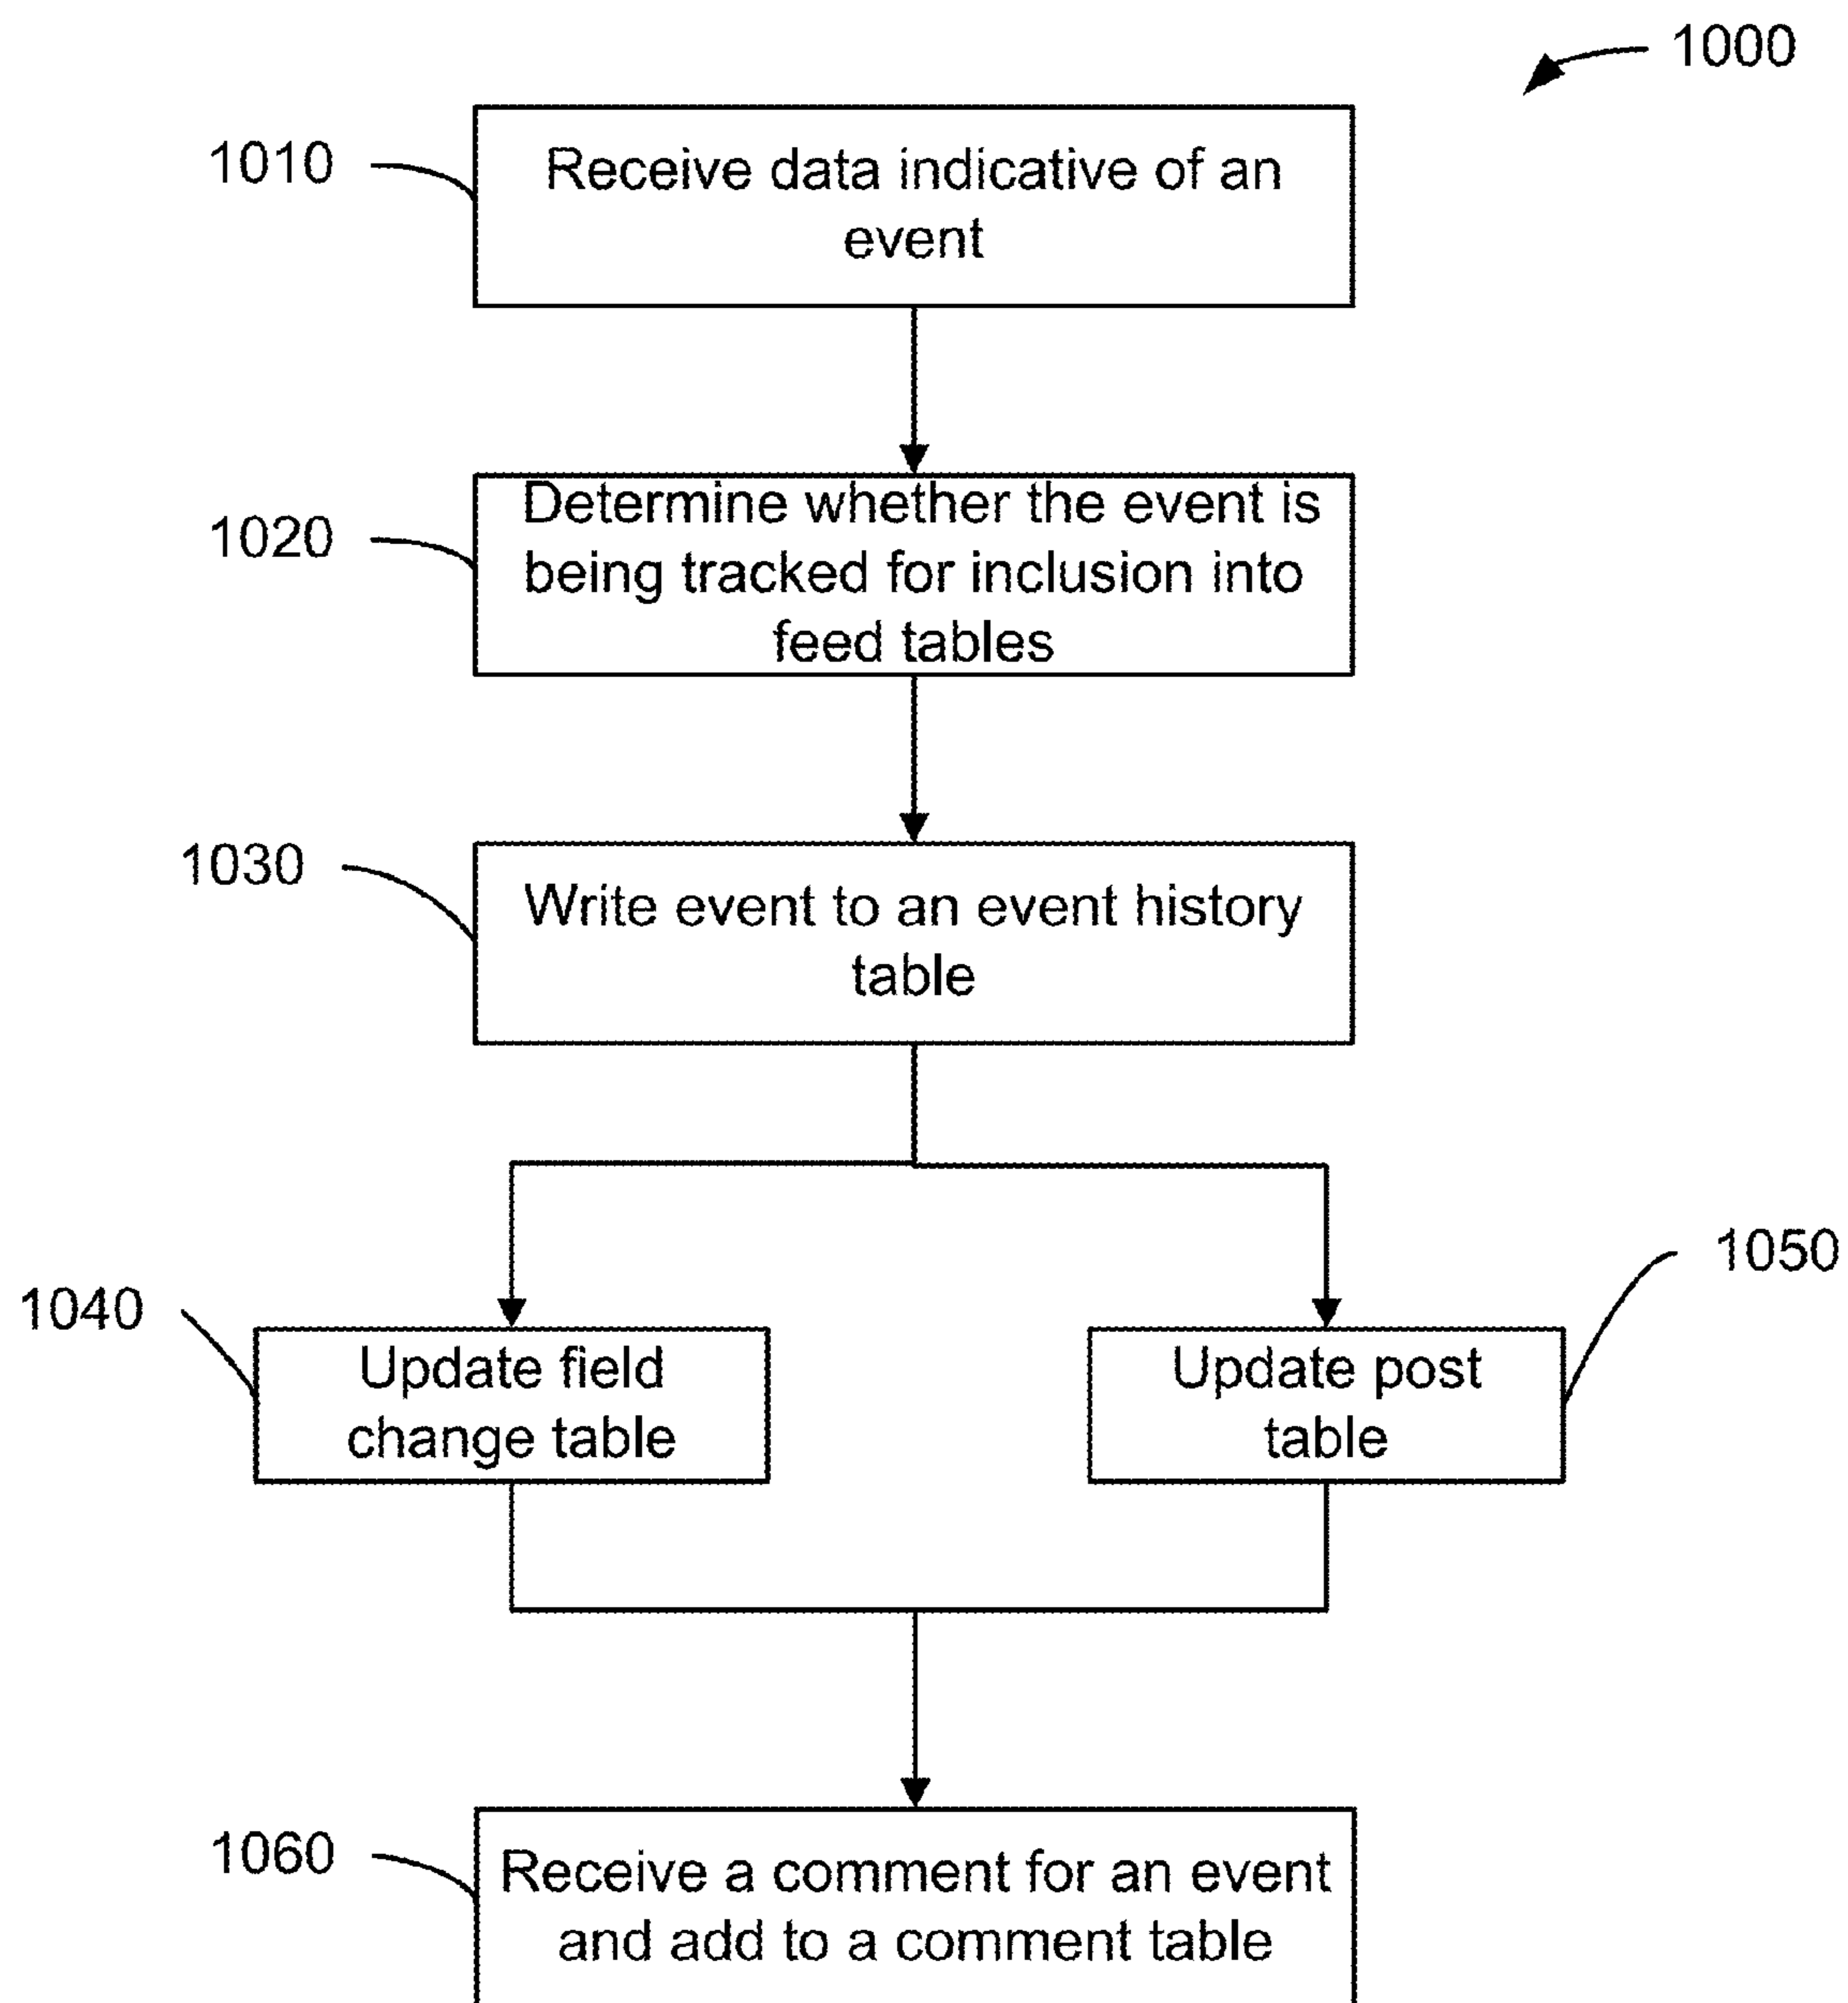 1000
1010
Receive data indicative of an
event
1020
Determine whether the event is
being tracked for inclusion into
feed tables
1030
Write event to an event history
table
1040
Update field
change table
1050
Update post
table
1060
Receive a comment for an event
and add to a comment table